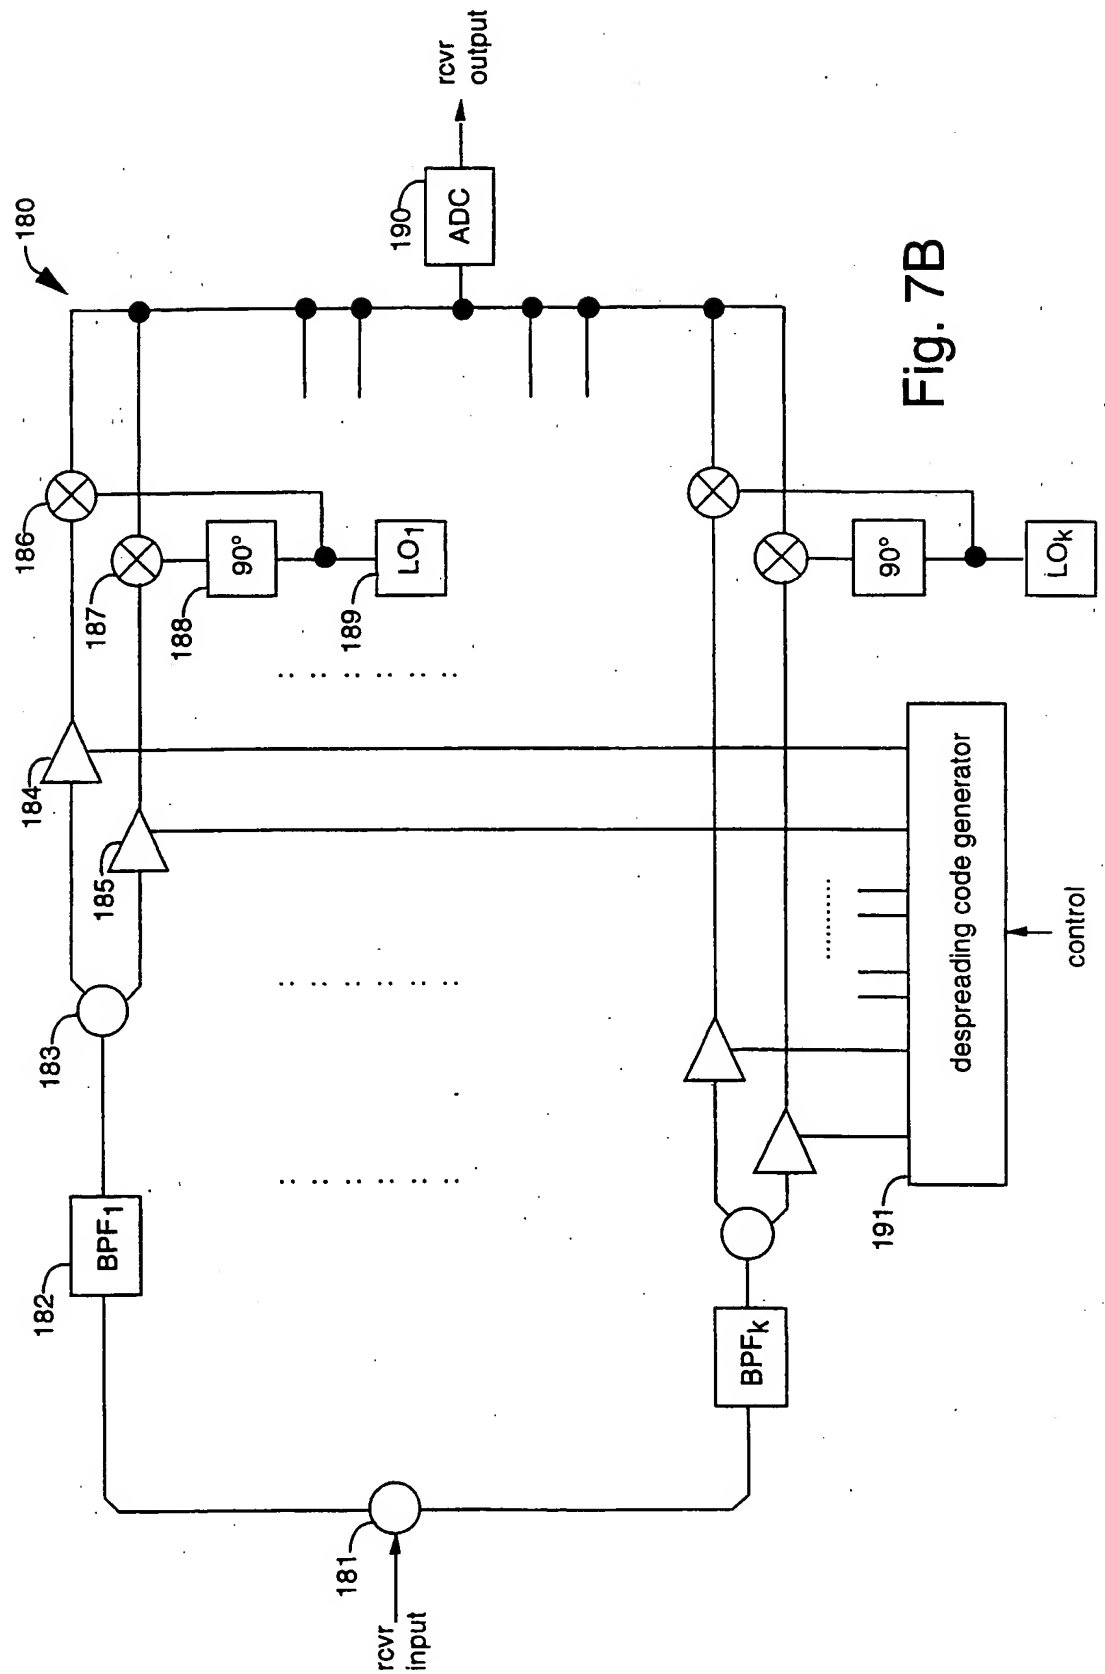 180
rcvr
input
181
182
BPF1
183
184
185
186
187
90°
188
LO1
189
190
ADC
rcvr
output
BPFk
90°
LOk
191
despreading code generator
control
Fig. 7B